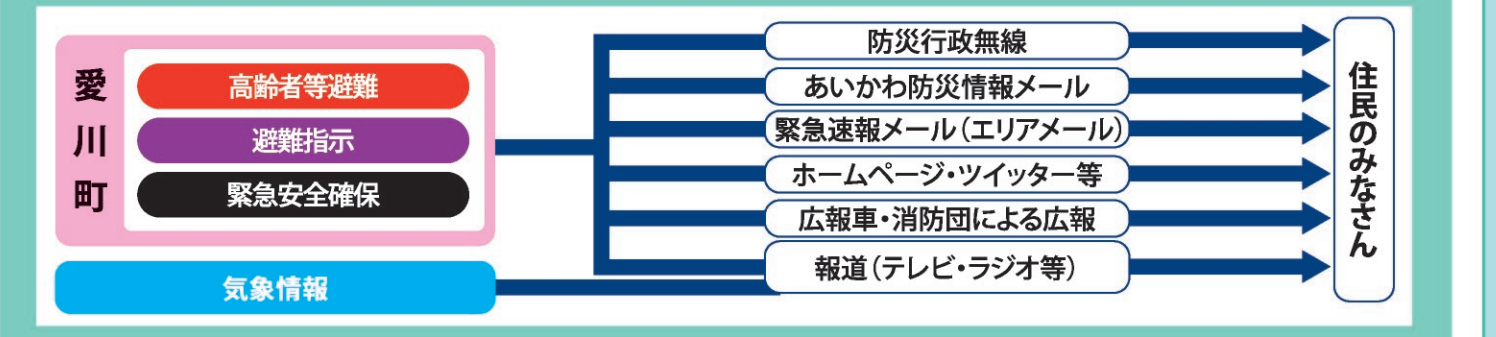 愛川町
高齢者等避難
避難指示
緊急安全確保
気象情報
防災行政無線
あいかわ防災情報メール
緊急速報メール(エリアメール)
ホームページ・ツイッター等
広報車・消防団による広報
報道(テレビ・ラジオ等)
住民のみなさん